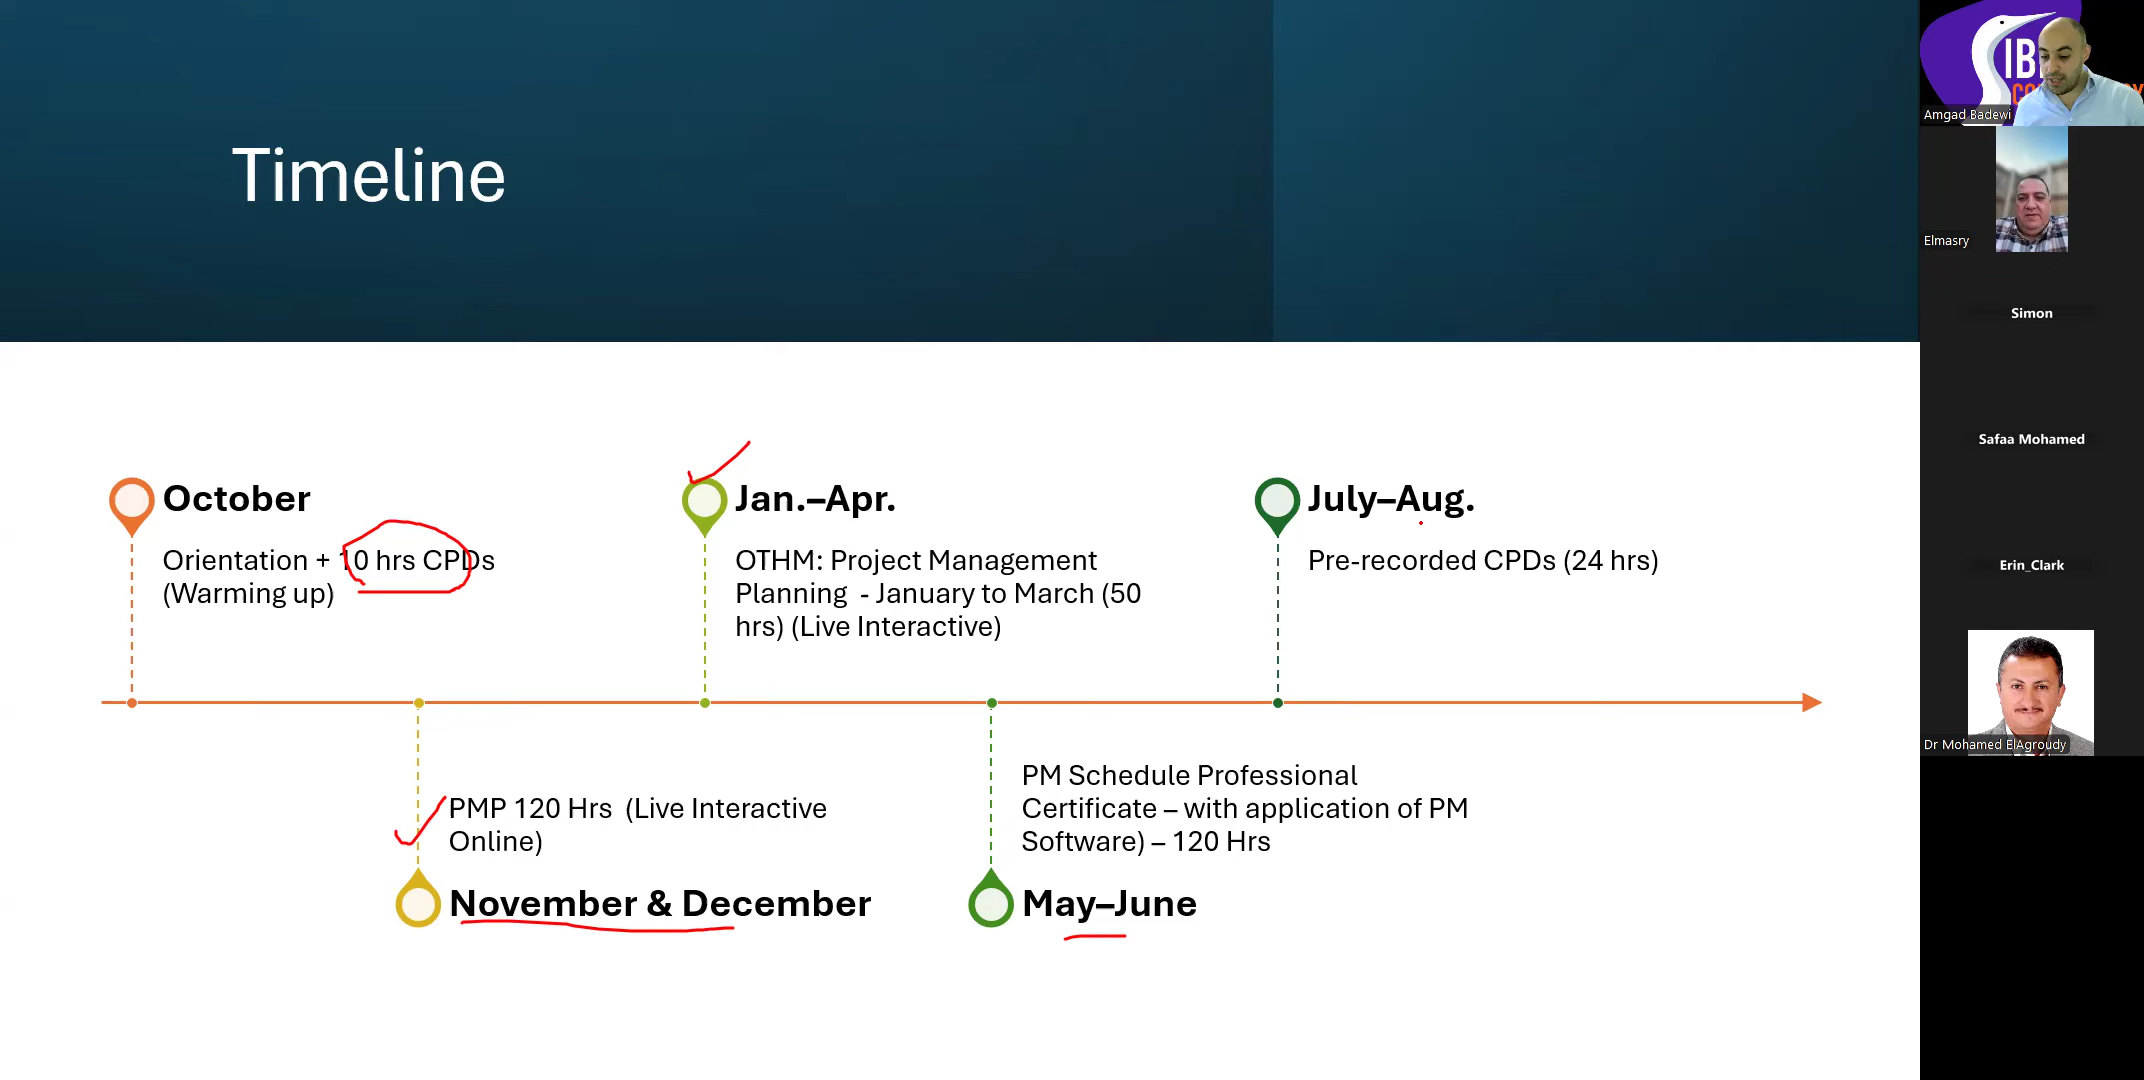 Timeline
October
Orientation + 10 hrs CPDs
(Warming up)
Jan.–Apr.
OTHM: Project Management
Planning - January to March (50
hrs) (Live Interactive)
July–Aug.
Pre-recorded CPDs (24 hrs)
PMP 120 Hrs (Live Interactive
Online)
November & December
PM Schedule Professional
Certificate – with application of PM
Software) – 120 Hrs
May–June
Amgad Badewi
Elmasry
Simon
Safaa Mohamed
Erin_Clark
Dr Mohamed ElAgroudy